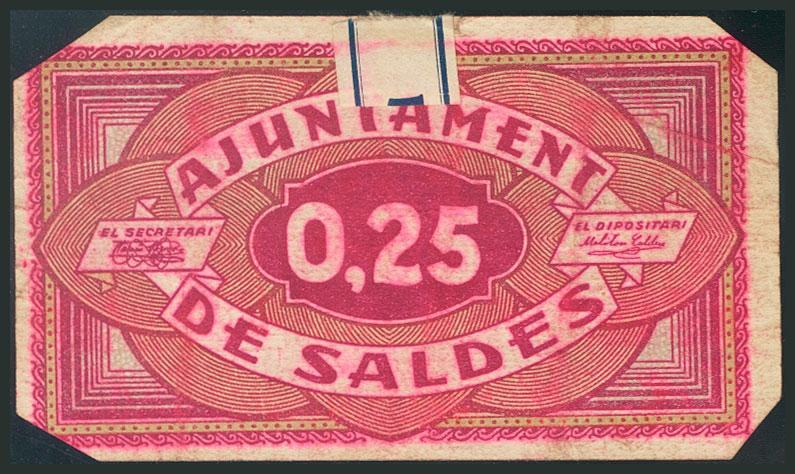 AJUNTAMENT
0,25
EL SECRETARI
EL DIPOSITARI
DE SALDES